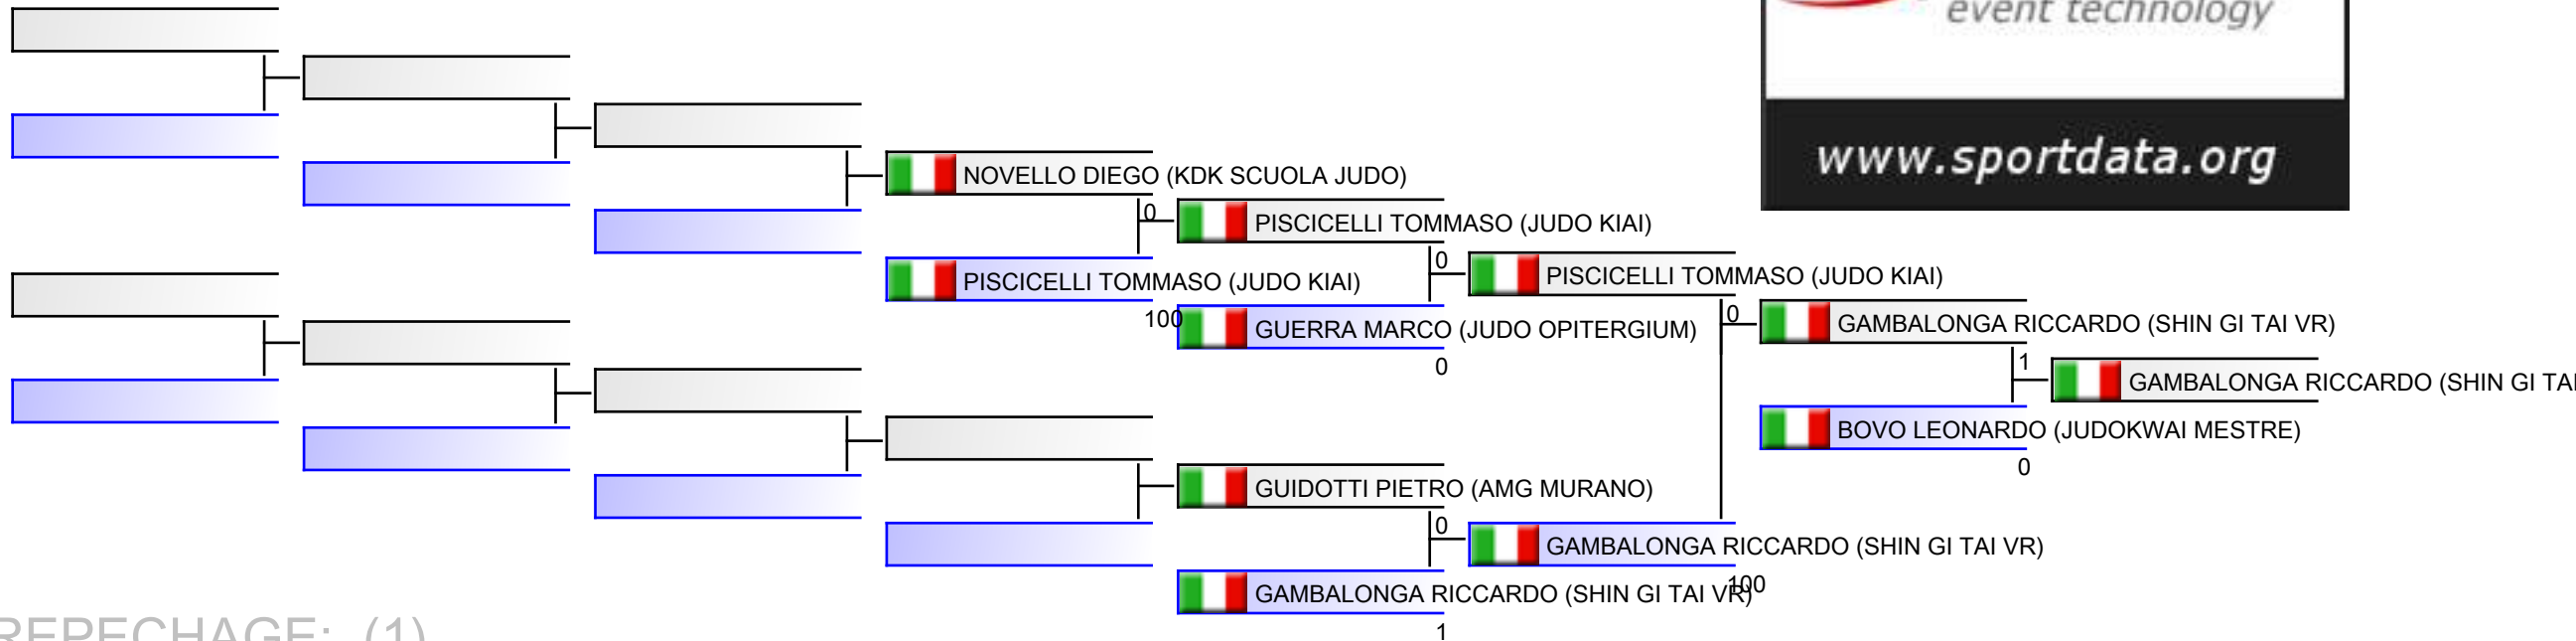 event technology
www.sportdata.org
NOVELLO DIEGO (KDK SCUOLA JUDO)
0
PISCICELLI TOMMASO (JUDO KIAI)
0
PISCICELLI TOMMASO (JUDO KIAI)
PISCICELLI TOMMASO (JUDO KIAI)
100
0
GUERRA MARCO (JUDO OPITERGIUM)
GAMBALONGA RICCARDO (SHIN GI TAI VR)
0
1
GAMBALONGA RICCARDO (SHIN GI TAI
BOVO LEONARDO (JUDOKWAI MESTRE)
0
GUIDOTTI PIETRO (AMG MURANO)
0
GAMBALONGA RICCARDO (SHIN GI TAI VR)
100
GAMBALONGA RICCARDO (SHIN GI TAI VR)
1
REPECHAGE: (1)